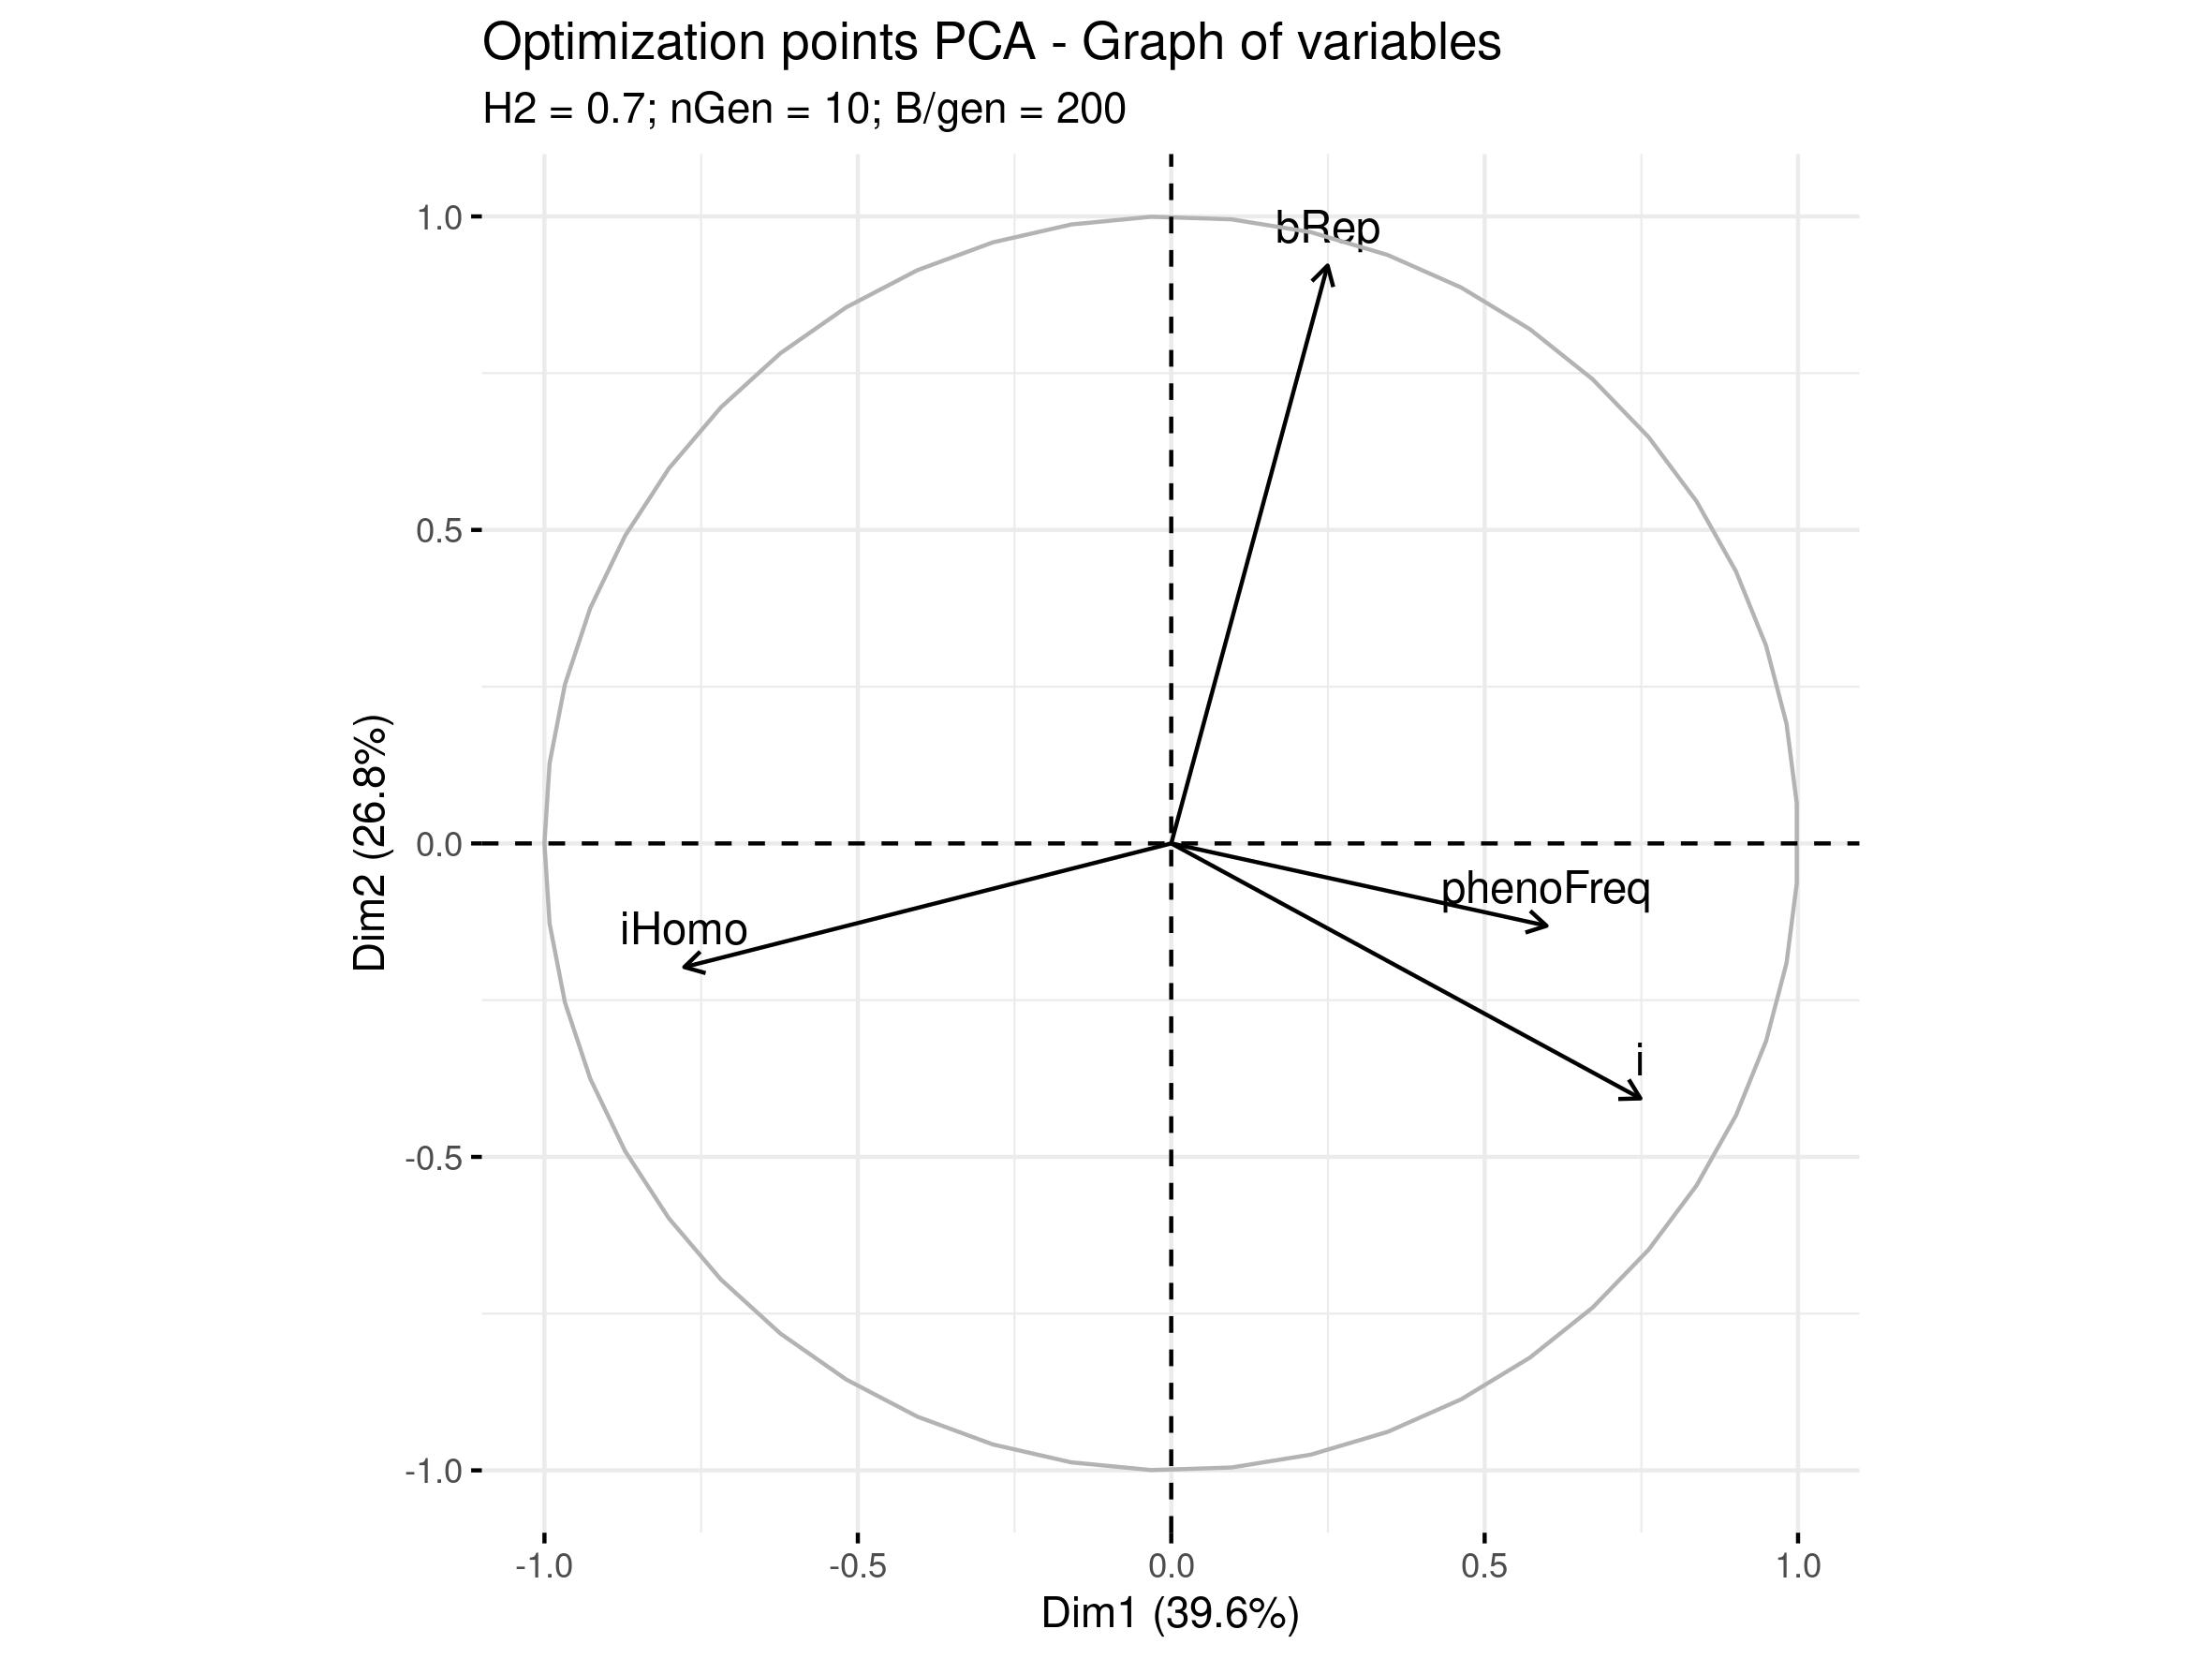 Optimization points PCA - Graph of variables
H2 = 0.7; nGen = 10; B/gen = 200
bRep
phenoFreq
iHomo
i
1.0
0.5
0.0
-0.5
-1.0
Dim2 (26.8%)
-1.0
-0.5
0.0
0.5
1.0
Dim1 (39.6%)